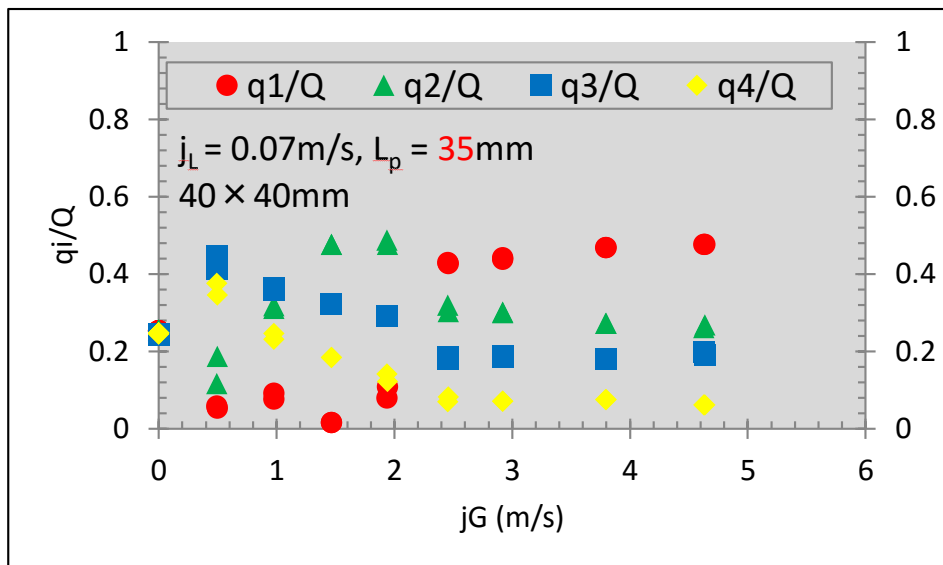 1 1
q1/Q q2/Q q3/Q q4/Q
0.8 0.8
j_L = 0.07m/s, L_p = 35mm
40×40mm
0.6 0.6
qi/Q
0.4 0.4
0.2 0.2
0 0
0 1 2 3 4 5 6
jG (m/s)